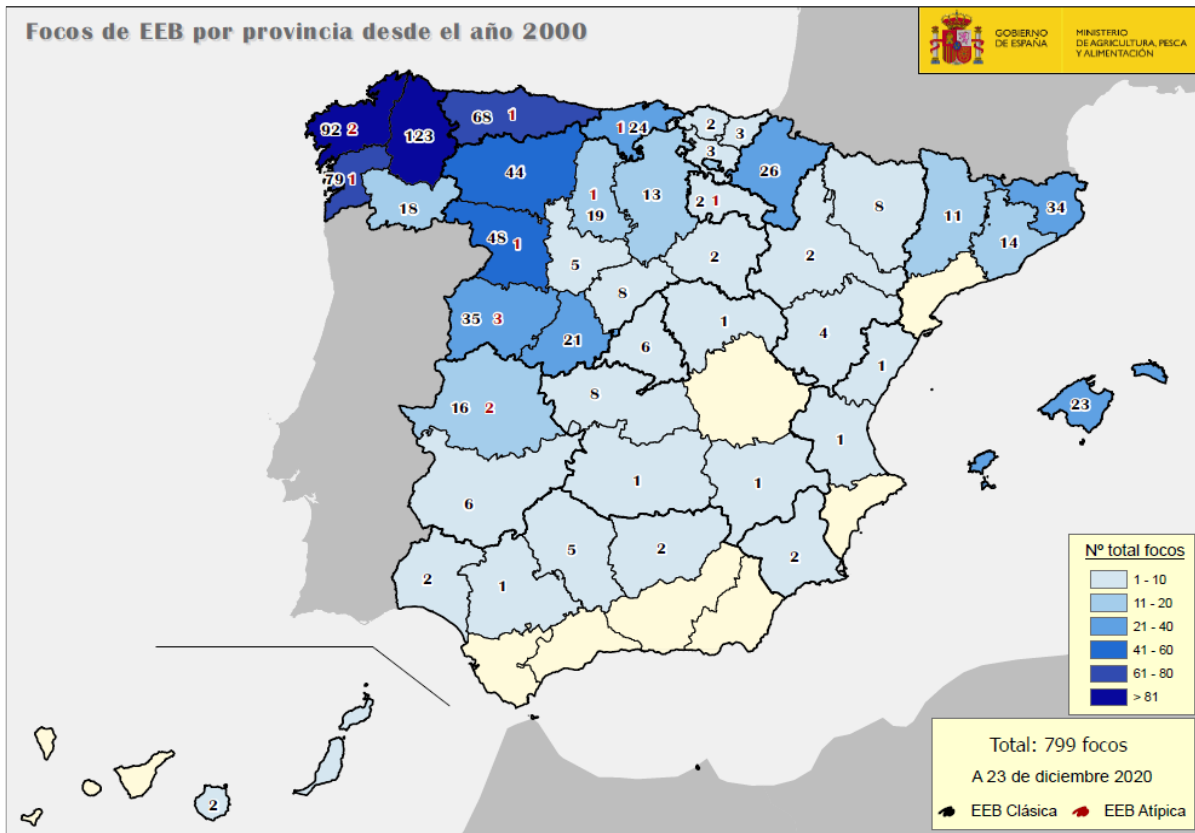 Focos de EEB por provincia desde el año 2000
GOBIERNO
DE ESPAÑA
MINISTERIO
DE AGRICULTURA, PESCA
Y ALIMENTACIÓN
92 2
123
68 1
1 24
2
3
3
26
79 1
18
44
1
19
13
2 1
8
11
34
14
48 1
5
2
2
8
35 3
21
6
1
4
1
23
16 2
8
1
6
1
1
2
1
5
2
2
2
Nº total focos
1 - 10
11 - 20
21 - 40
41 - 60
61 - 80
> 81
Total: 799 focos
A 23 de diciembre 2020
EEB Clásica EEB Atípica